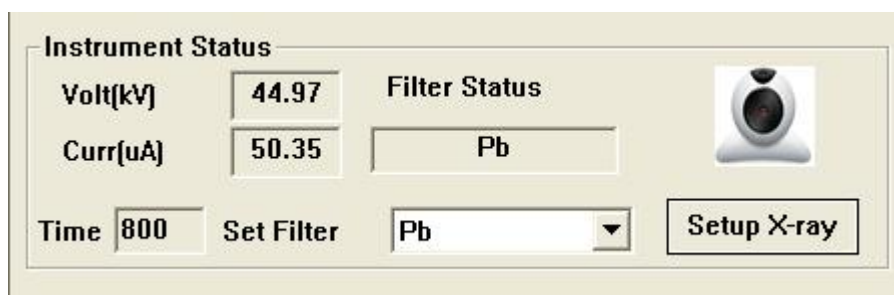 Instrument Status
Volt(kV) 44.97 Filter Status
Curr(uA) 50.35 Pb
Time 800 Set Filter Pb Setup X-ray